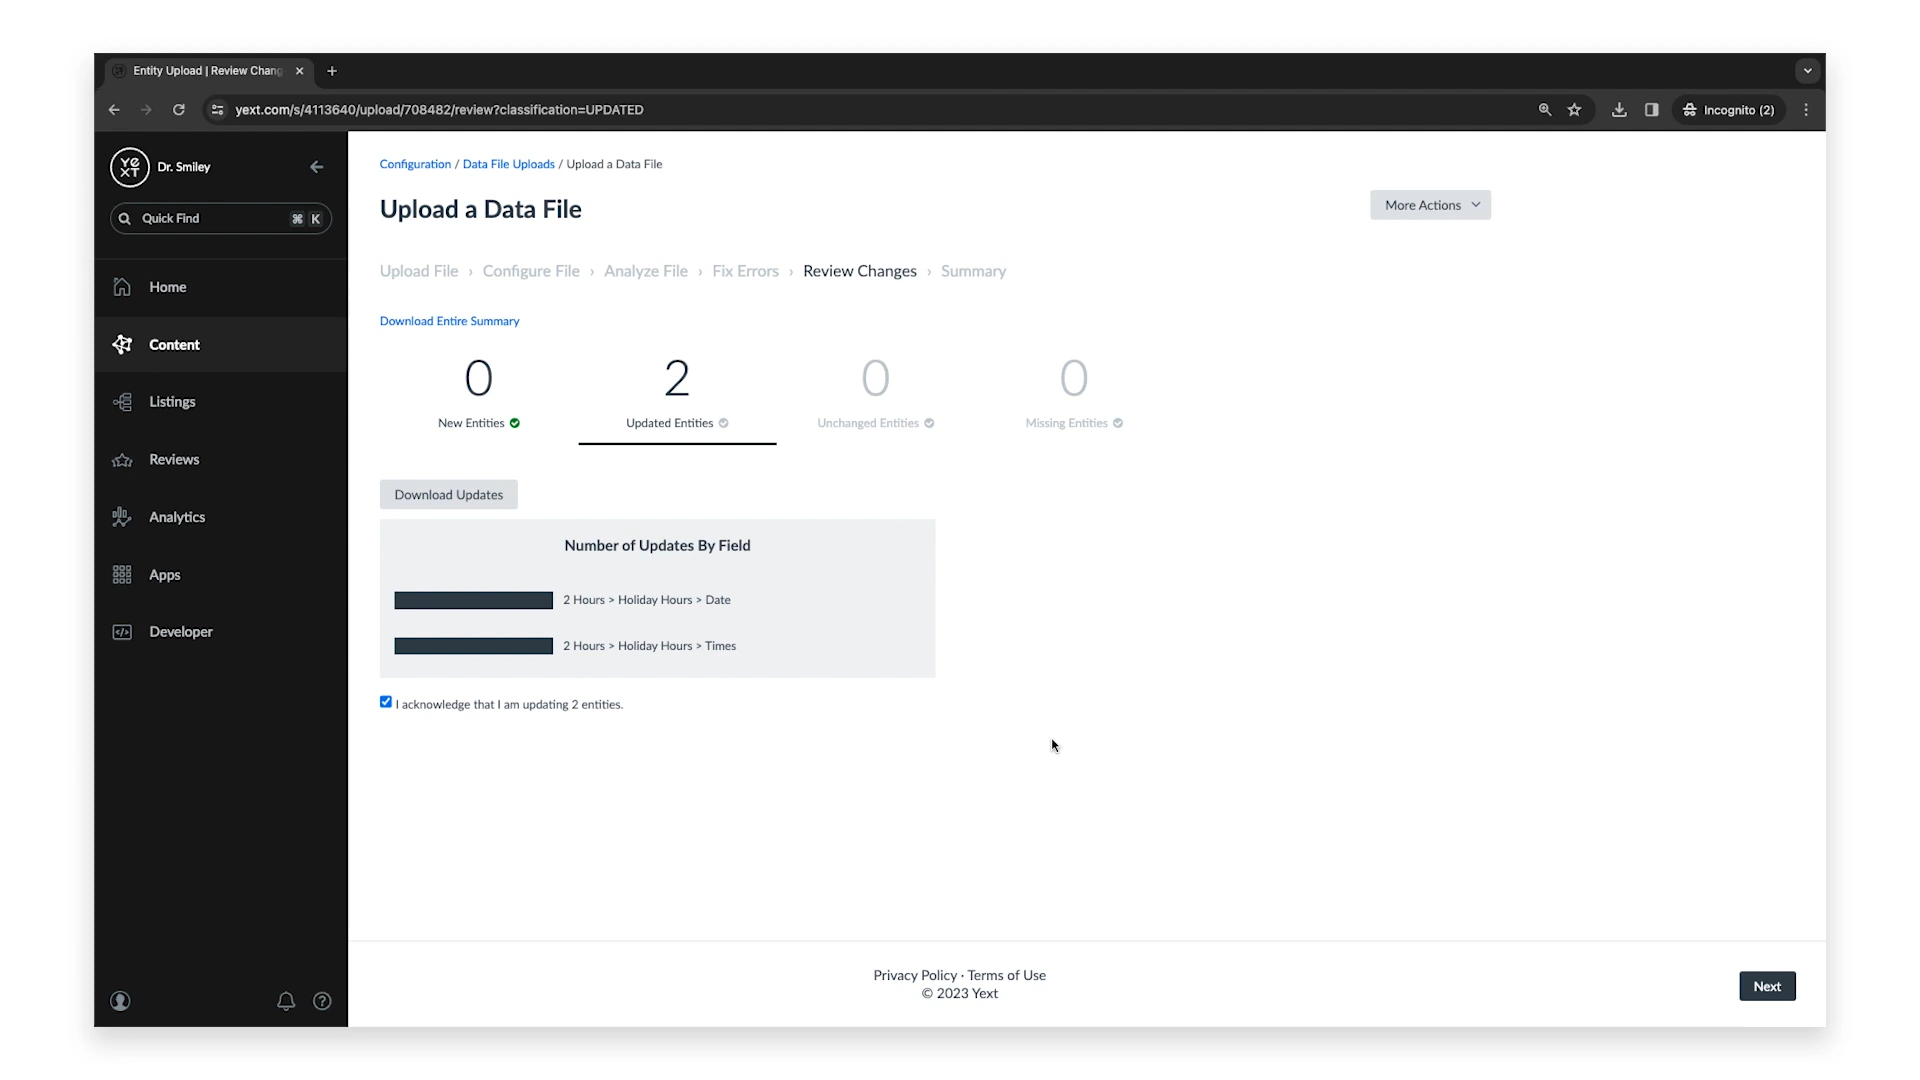 Entity Upload | Review Chang
yext.com/s/4113640/upload/708482/review?classification=UPDATED
Incognito (2)
YEXT
Dr. Smiley
Quick Find ⌘ K
Home
Content
Listings
Reviews
Analytics
Apps
Developer
Configuration / Data File Uploads / Upload a Data File
Upload a Data File
More Actions
Upload File › Configure File › Analyze File › Fix Errors › Review Changes › Summary
Download Entire Summary
0 2 0 0
New Entities Updated Entities Unchanged Entities Missing Entities
Download Updates
Number of Updates By Field
2 Hours > Holiday Hours > Date
2 Hours > Holiday Hours > Times
I acknowledge that I am updating 2 entities.
Privacy Policy · Terms of Use
© 2023 Yext
Next